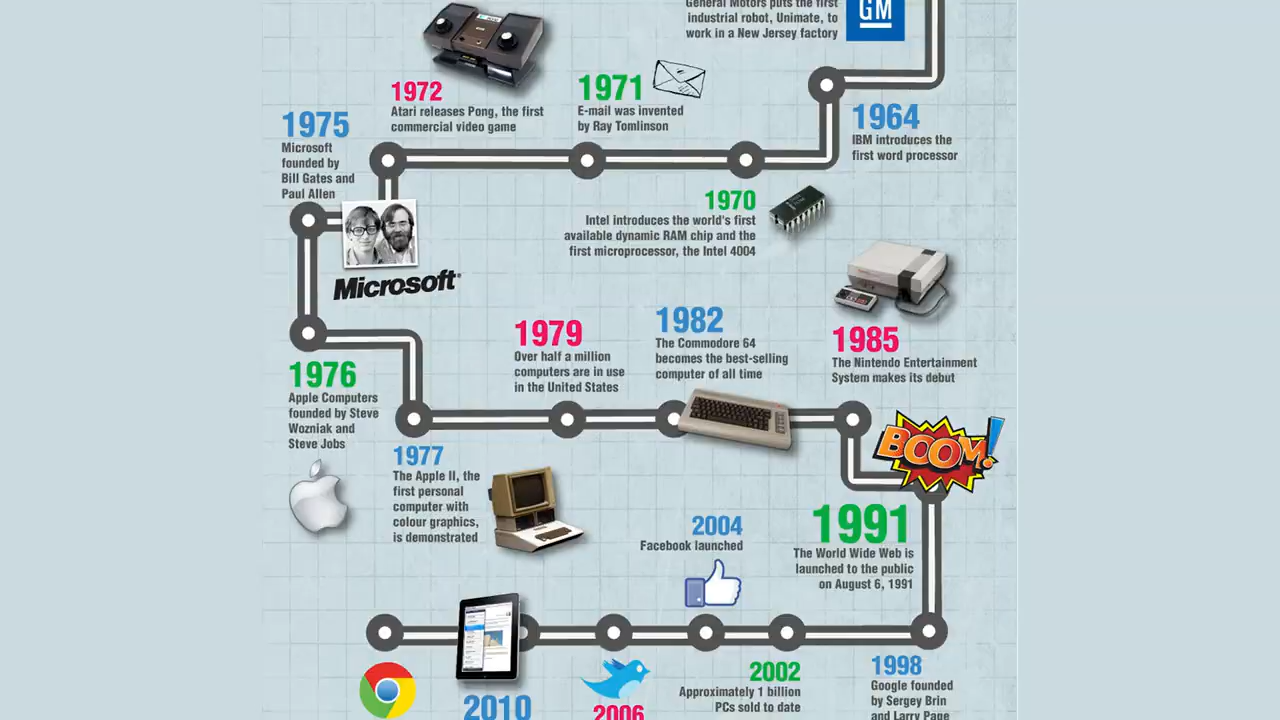 General Motors puts the first
industrial robot, Unimate, to
work in a New Jersey factory
GM
1964
IBM introduces the
first word processor
1971
E-mail was invented
by Ray Tomlinson
1972
Atari releases Pong, the first
commercial video game
1970
Intel introduces the world's first
available dynamic RAM chip and the
first microprocessor, the Intel 4004
1975
Microsoft
founded by
Bill Gates and
Paul Allen
Microsoft
1976
Apple Computers
founded by Steve
Wozniak and
Steve Jobs
1977
The Apple II, the
first personal
computer with
colour graphics,
is demonstrated
1979
Over half a million
computers are in use
in the United States
1982
The Commodore 64
becomes the best-selling
computer of all time
1985
The Nintendo Entertainment
System makes its debut
BOOM!
1991
The World Wide Web is
launched to the public
on August 6, 1991
1998
Google founded
by Sergey Brin
and Larry Page
2002
Approximately 1 billion
PCs sold to date
2004
Facebook launched
2006
2010